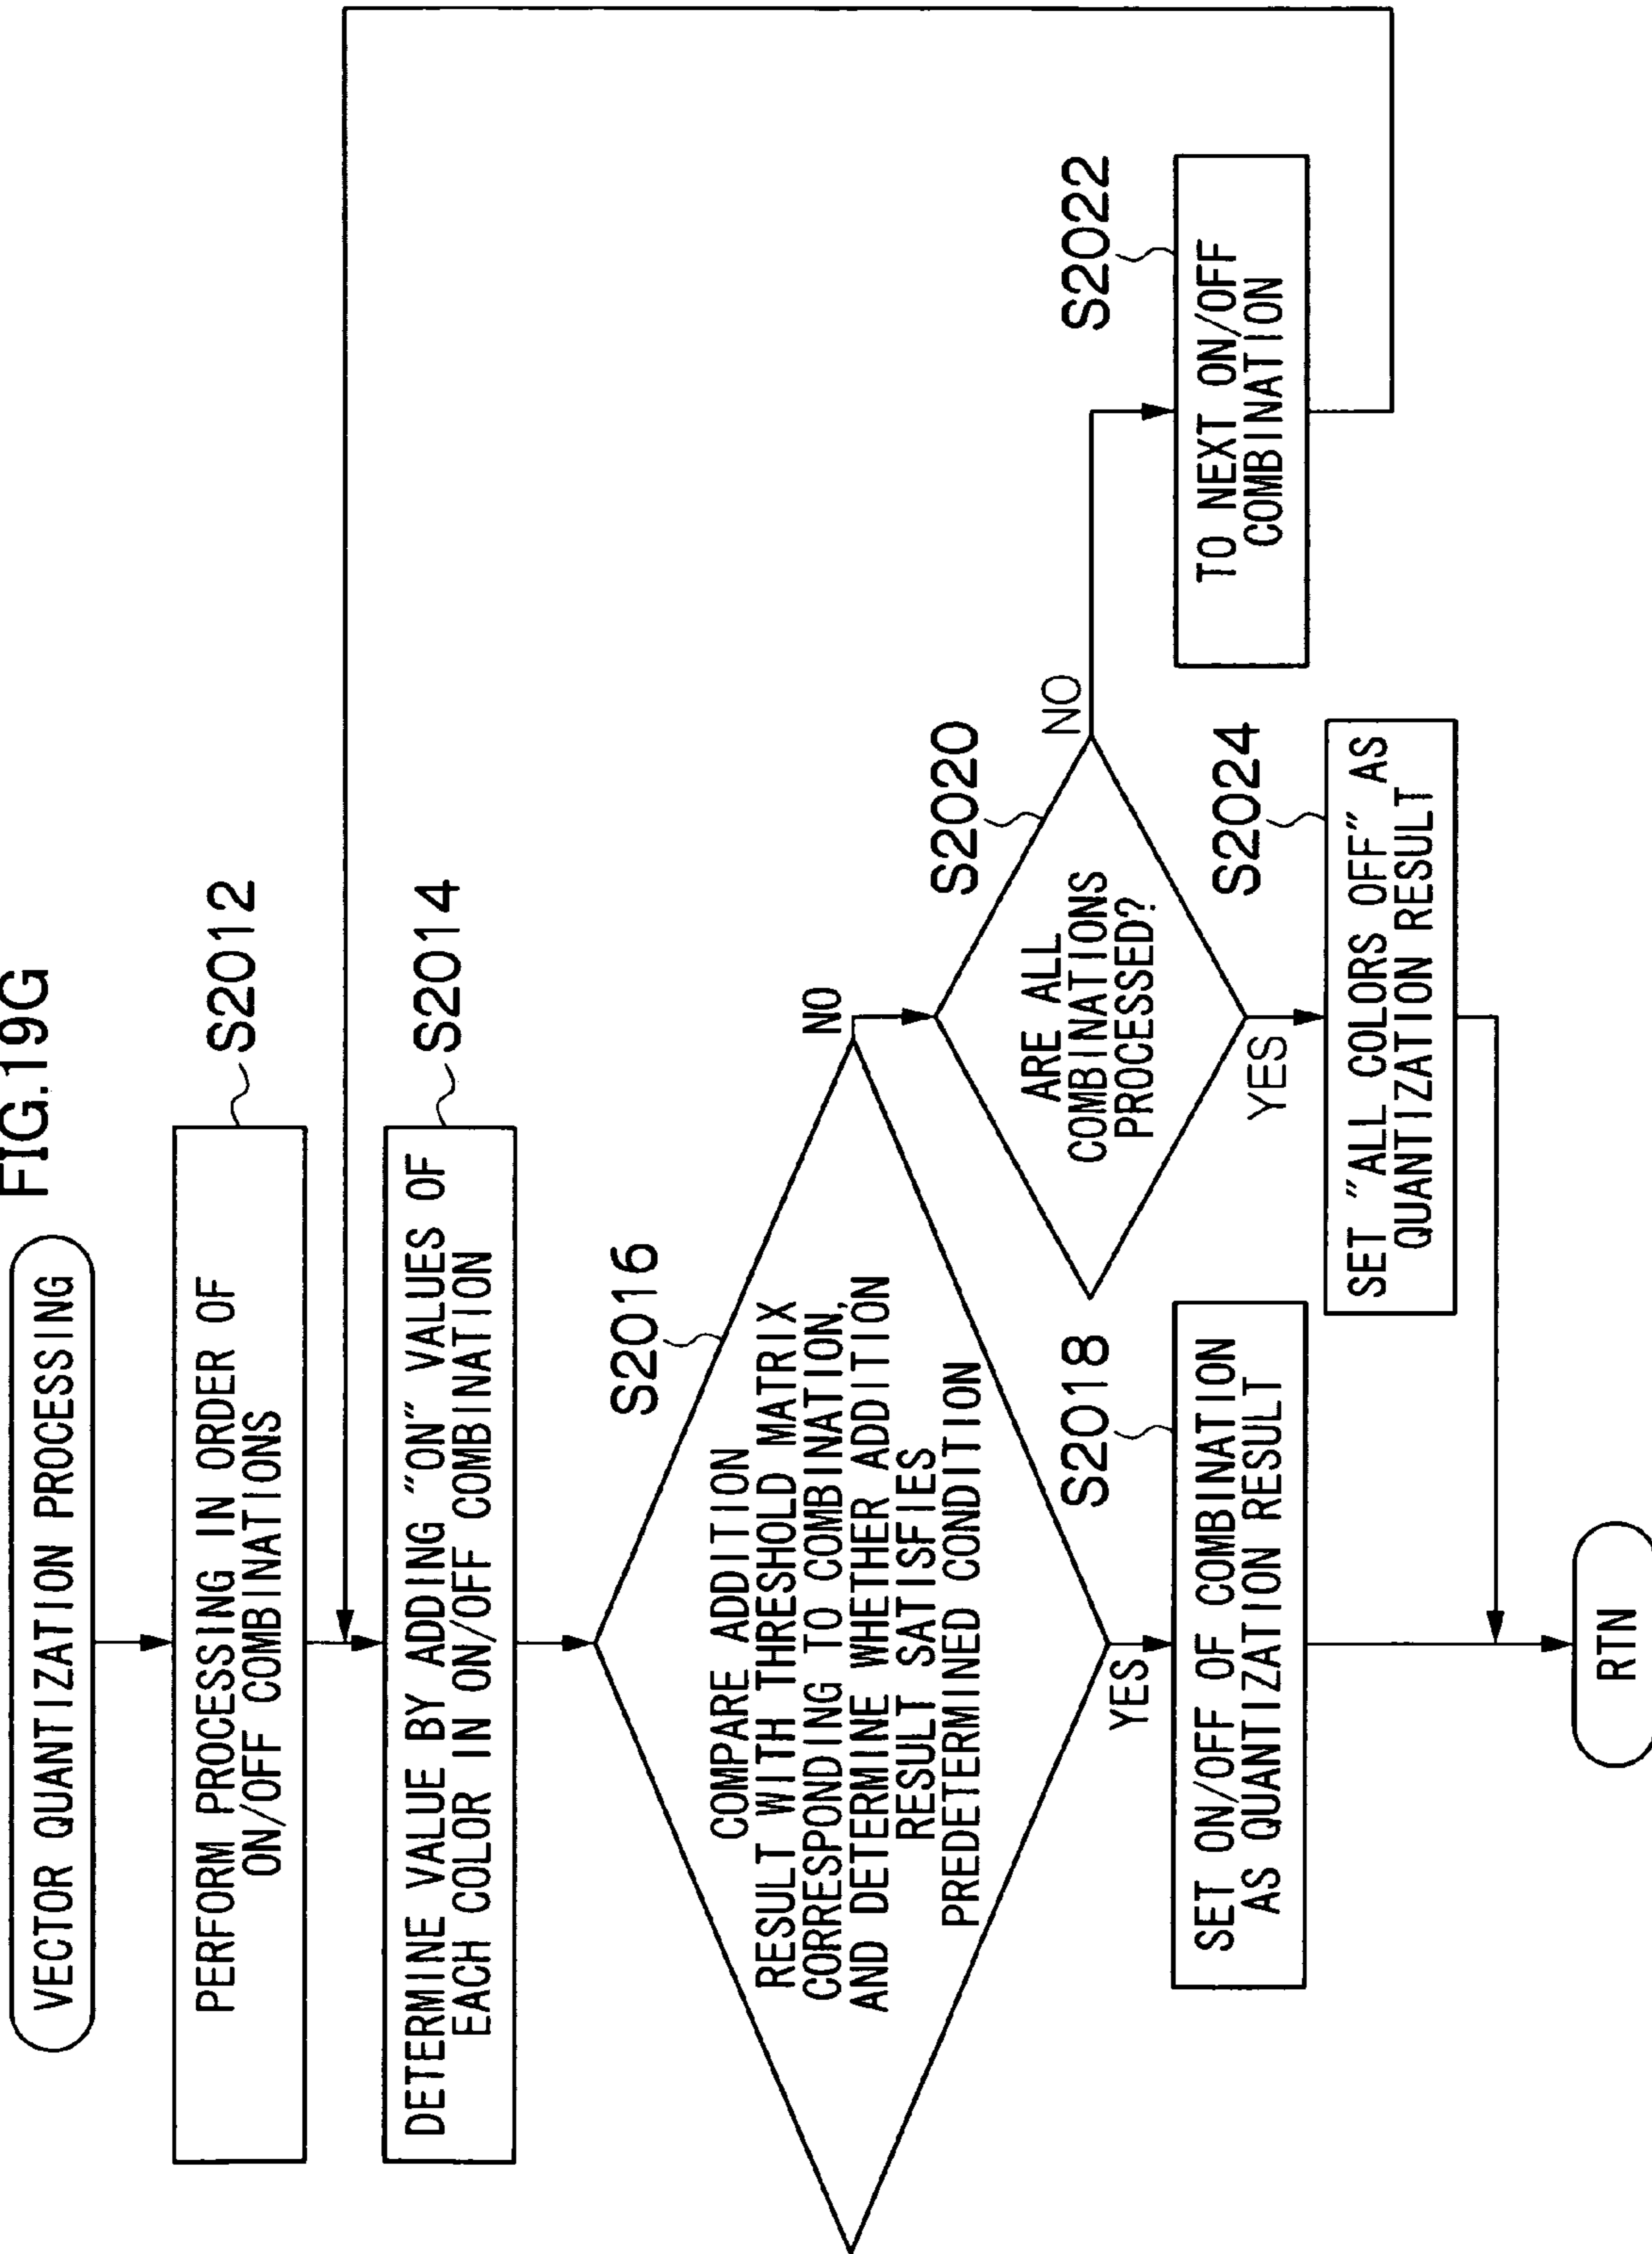 FIG.19G
VECTOR QUANTIZATION PROCESSING
S2012
PERFORM PROCESSING IN ORDER OF
ON/OFF COMBINATIONS
S2014
DETERMINE VALUE BY ADDING "ON" VALUES OF
EACH COLOR IN ON/OFF COMBINATION
S2016
COMPARE ADDITION
RESULT WITH THRESHOLD MATRIX
CORRESPONDING TO COMBINATION,
AND DETERMINE WHETHER ADDITION
RESULT SATISFIES
PREDETERMINED CONDITION
NO
YES
S2018
SET ON/OFF OF COMBINATION
AS QUANTIZATION RESULT
S2020
ARE ALL
COMBINATIONS
PROCESSED?
NO
YES
S2022
TO NEXT ON/OFF
COMBINATION
S2024
SET "ALL COLORS OFF" AS
QUANTIZATION RESULT
RTN